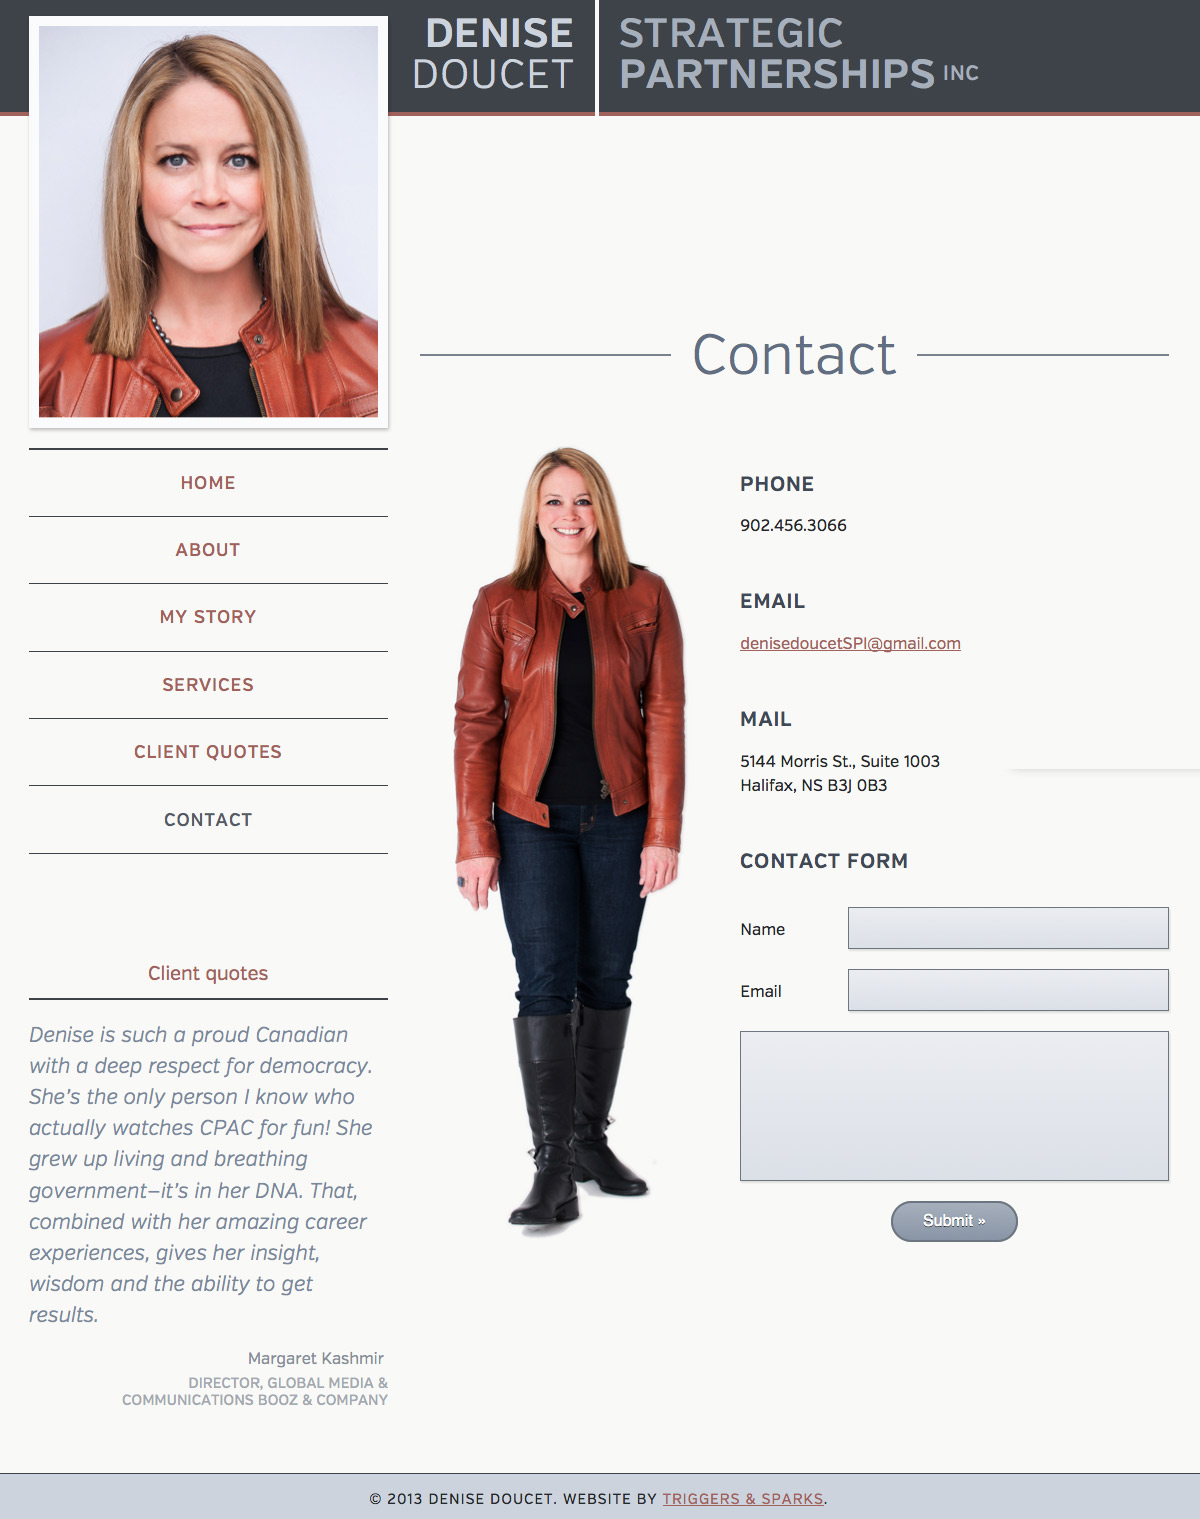 DENISE
DOUCET
STRATEGIC
PARTNERSHIPS INC
HOME
ABOUT
MY STORY
SERVICES
CLIENT QUOTES
CONTACT
Client quotes
Denise is such a proud Canadian
with a deep respect for democracy.
She's the only person I know who
actually watches CPAC for fun! She
grew up living and breathing
government–it's in her DNA. That,
combined with her amazing career
experiences, gives her insight,
wisdom and the ability to get
results.
Margaret Kashmir
DIRECTOR, GLOBAL MEDIA &
COMMUNICATIONS BOOZ & COMPANY
Contact
PHONE
902.456.3066
EMAIL
denisedoucetSPI@gmail.com
MAIL
5144 Morris St., Suite 1003
Halifax, NS B3J 0B3
CONTACT FORM
Name
Email
Submit »
© 2013 DENISE DOUCET. WEBSITE BY TRIGGERS & SPARKS.